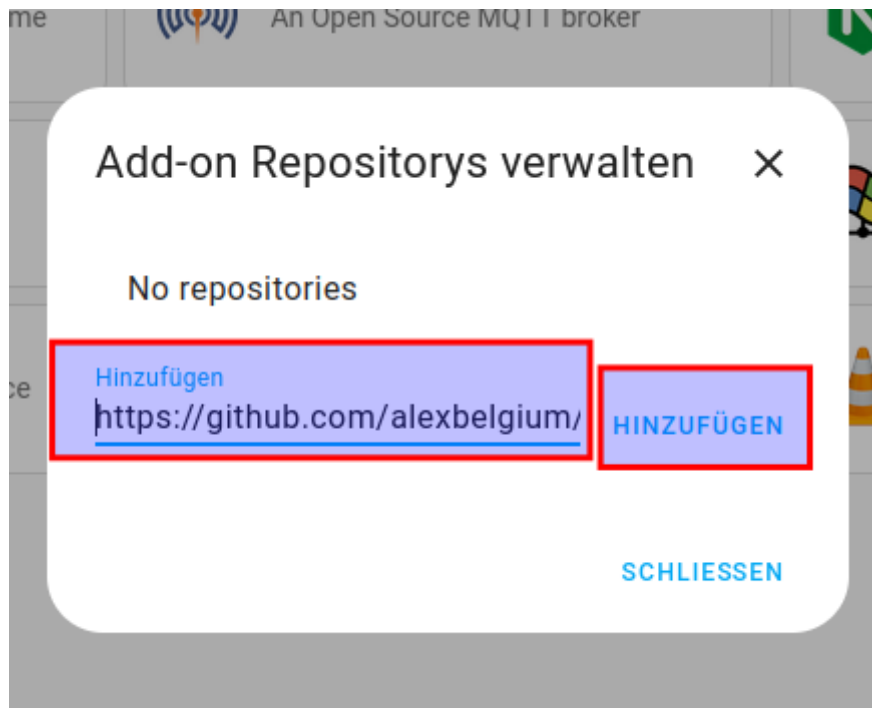 me
An Open Source MQTT broker
Add-on Repositorys verwalten
No repositories
Hinzufügen
https://github.com/alexbelgium/
HINZUFÜGEN
ce
SCHLIESSEN